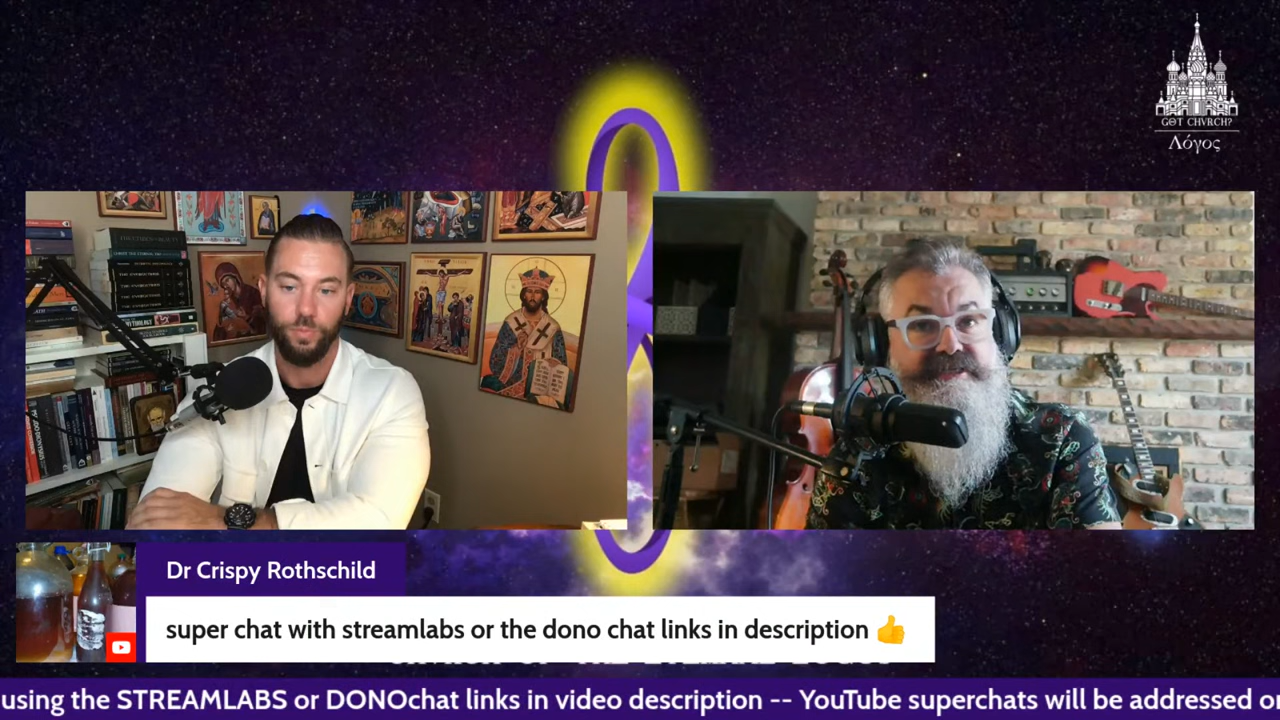 GΘT CHVRCH?
Λόγος
Dr Crispy Rothschild
super chat with streamlabs or the dono chat links in description 👍
using the STREAMLABS or DONOchat links in video description -- YouTube superchats will be addressed or